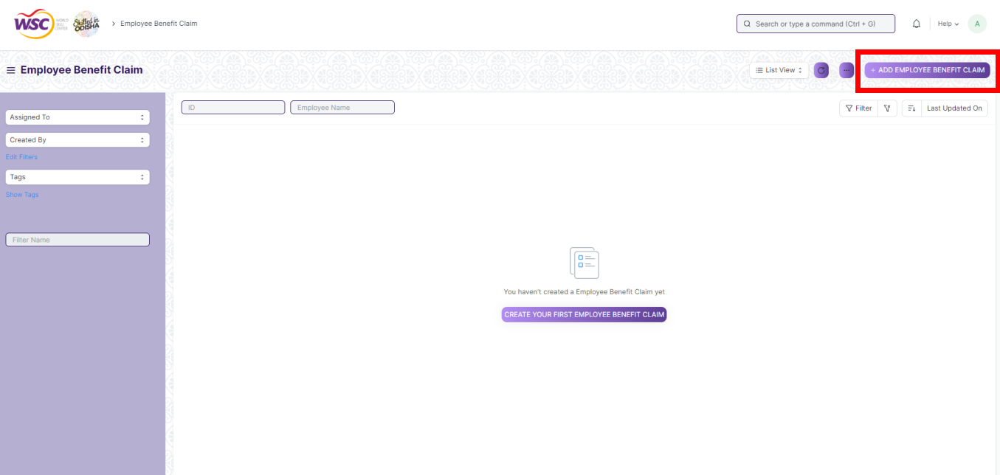 WSC WORLD SKILL CENTER Skilled in ODISHA > Employee Benefit Claim
Search or type a command (Ctrl + G)
Help
A
Employee Benefit Claim
List View
...
+ ADD EMPLOYEE BENEFIT CLAIM
Assigned To
Created By
Edit Filters
Tags
Show Tags
Filter Name
ID
Employee Name
Filter
Last Updated On
You haven't created a Employee Benefit Claim yet
CREATE YOUR FIRST EMPLOYEE BENEFIT CLAIM